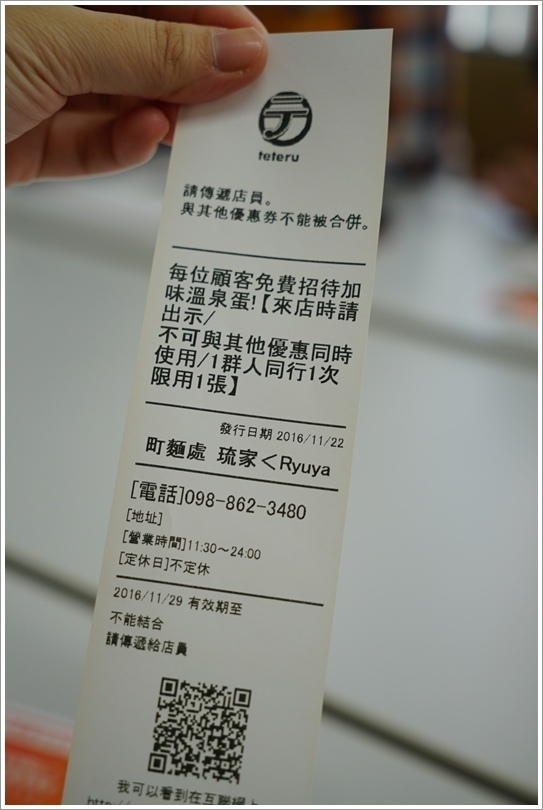 テ
teteru
請傳遞店員。
與其他優惠券不能被合併。
每位顧客免費招待加
味溫泉蛋!【來店時請
出示/
不可與其他優惠同時
使用/1群人同行1次
限用1張】
發行日期 2016/11/22
町麵處 琉家<Ryuya
[電話]098-862-3480
[地址]
[營業時間]11:30～24:00
[定休日]不定休
2016/11/29 有效期至
不能結合
請傳遞給店員
我可以看到在互聯網上